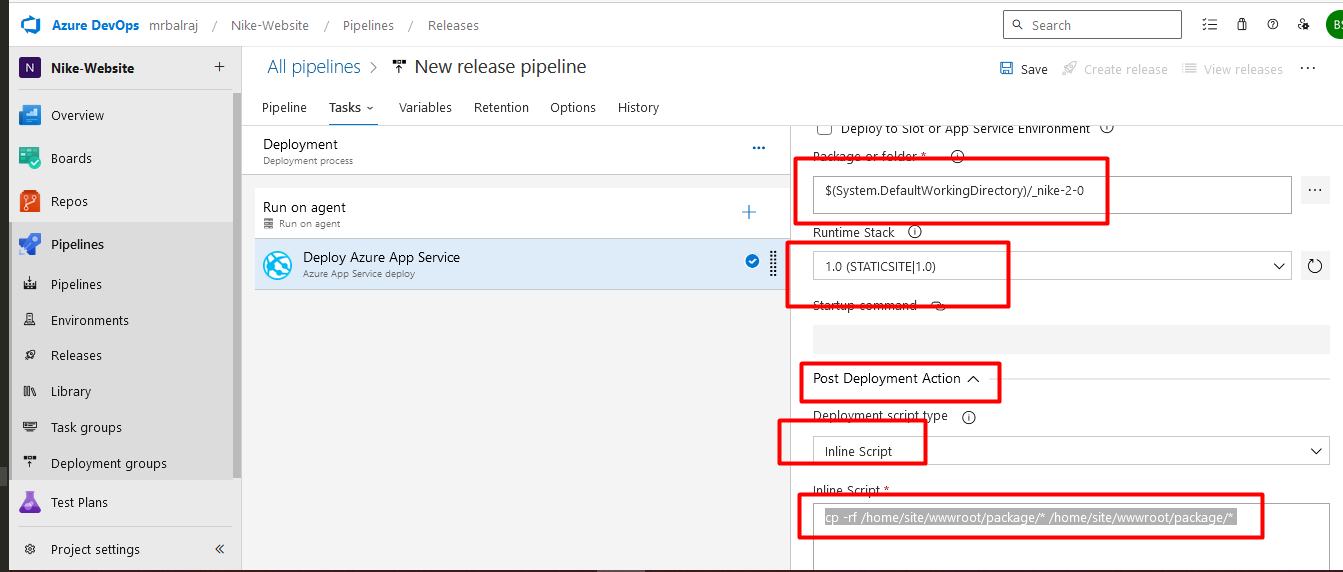 Azure DevOps mrbalraj / Nike-Website / Pipelines / Releases
Search
BS
N Nike-Website +
Overview
Boards
Repos
Pipelines
Pipelines
Environments
Releases
Library
Task groups
Deployment groups
Test Plans
Project settings
All pipelines > New release pipeline
Save Create release View releases
Pipeline Tasks Variables Retention Options History
Deployment
Deployment process
Run on agent
Run on agent
Deploy Azure App Service
Azure App Service deploy
Deploy to Slot or App Service Environment
Package or folder *
$(System.DefaultWorkingDirectory)/_nike-2-0
Runtime Stack
1.0 (STATICSITE|1.0)
Startup command
Post Deployment Action
Deployment script type
Inline Script
Inline Script *
cp -rf /home/site/wwwroot/package/* /home/site/wwwroot/package/*